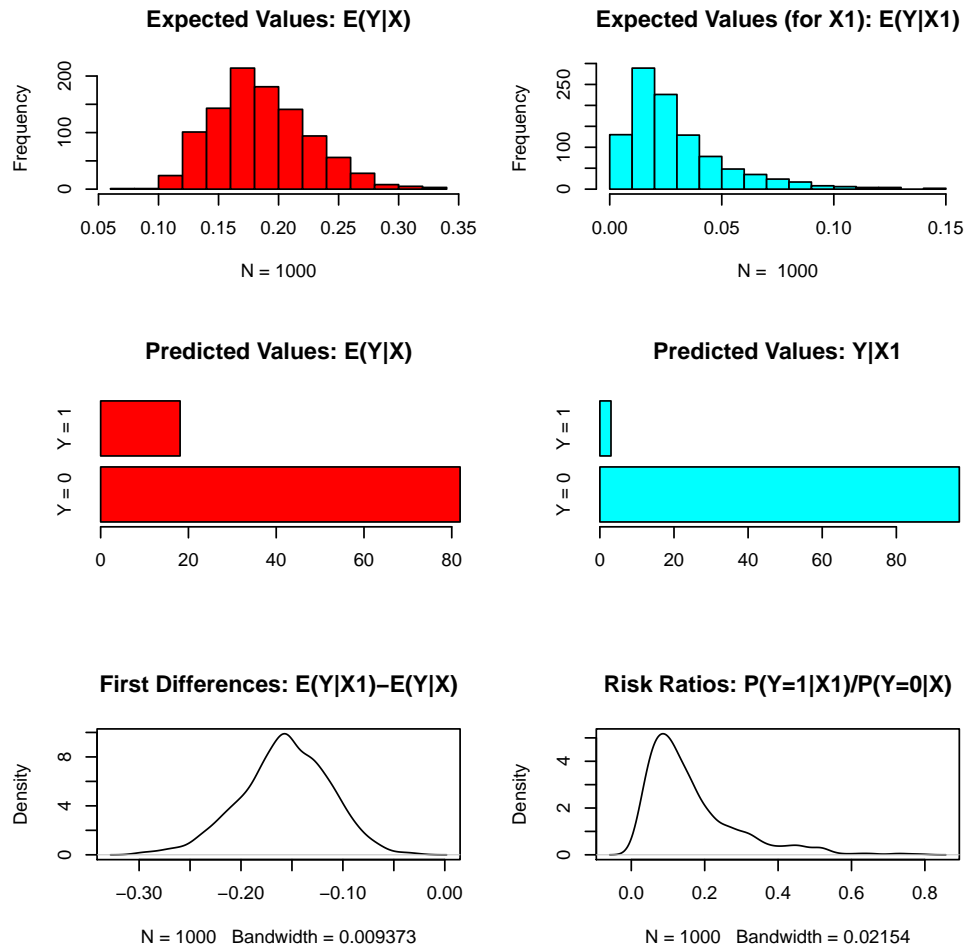 Expected Values: E(Y|X)
Frequency
0 100 200
0.05 0.10 0.15 0.20 0.25 0.30 0.35
N = 1000
Expected Values (for X1): E(Y|X1)
Frequency
0 100 250
0.00 0.05 0.10 0.15
N = 1000
Predicted Values: E(Y|X)
Y = 1
Y = 0
0 20 40 60 80
Predicted Values: Y|X1
Y = 1
Y = 0
0 20 40 60 80
First Differences: E(Y|X1)−E(Y|X)
Density
0 4 8
−0.30 −0.20 −0.10 0.00
N = 1000 Bandwidth = 0.009373
Risk Ratios: P(Y=1|X1)/P(Y=0|X)
Density
0 2 4
0.0 0.2 0.4 0.6 0.8
N = 1000 Bandwidth = 0.02154